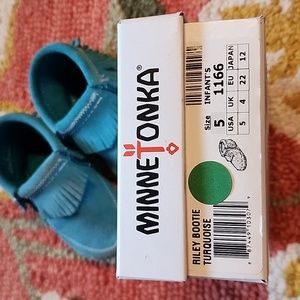 MINNETONKA
INFANT'S
Size 5 1166
USA UK EU JAPAN
5 4 22 12
RILEY BOOTIE
TURQUOISE